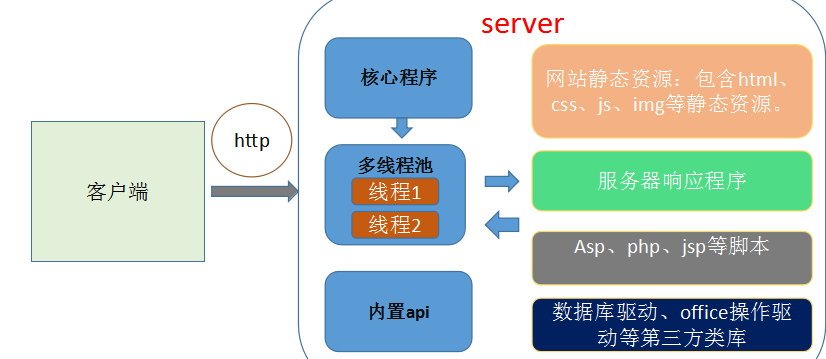 server
核心程序
网站静态资源：包含html、
css、js、img等静态资源。
http
客户端
多线程池
线程1
线程2
服务器响应程序
Asp、php、jsp等脚本
内置api
数据库驱动、office操作驱
动等第三方类库